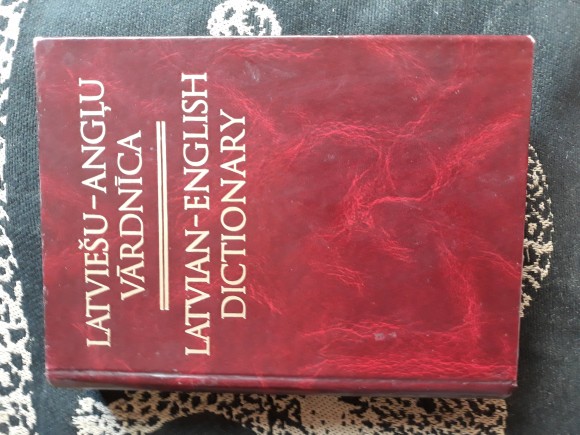 LATVIEŠU-ANGĻU
VĀRDNĪCA
LATVIAN-ENGLISH
DICTIONARY